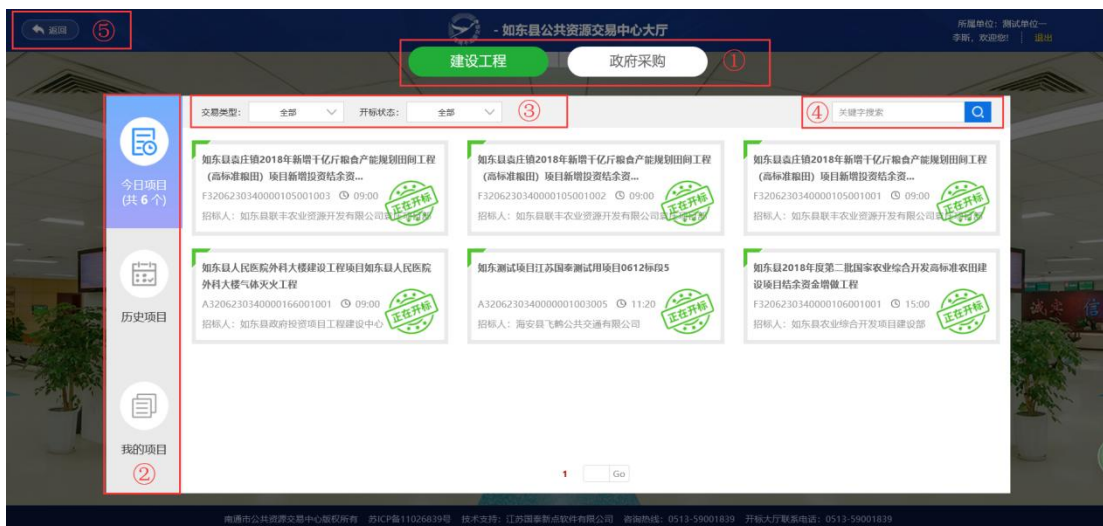 返回
⑤
- 如东县公共资源交易中心大厅
所属单位：测试单位一
李昕，欢迎您！ | 退出
建设工程
政府采购
①
交易类型： 全部 开标状态： 全部
③
④
关键字搜索
今日项目
(共 6 个)
历史项目
我的项目
②
如东县袁庄镇2018年新增千亿斤粮食产能规划田间工程
（高标准粮田）项目新增投资结余资...
F3206230340000105001003 09:00
招标人：如东县联丰农业资源开发有限公司
正在开标
如东县袁庄镇2018年新增千亿斤粮食产能规划田间工程
（高标准粮田）项目新增投资结余资...
F3206230340000105001002 09:00
招标人：如东县联丰农业资源开发有限公司
正在开标
如东县袁庄镇2018年新增千亿斤粮食产能规划田间工程
（高标准粮田）项目新增投资结余资...
F3206230340000105001001 09:00
招标人：如东县联丰农业资源开发有限公司
正在开标
如东县人民医院外科大楼建设工程项目如东县人民医院
外科大楼气体灭火工程
A3206230340000166001001 09:00
招标人：如东县政府投资项目工程建设中心
正在开标
如东测试项目江苏国泰测试用项目0612标段5
A3206230340000001003005 11:20
招标人：海安县飞鹤公共交通有限公司
正在开标
如东县2018年度第二批国家农业综合开发高标准农田建
设项目结余资金增做工程
F3206230340000106001001 15:00
招标人：如东县农业综合开发项目建设部
正在开标
1 Go
诚 信
南通市公共资源交易中心版权所有 苏ICP备11026839号 技术支持：江苏国泰新点软件有限公司 咨询热线：0513-59001839 开标大厅联系电话：0513-59001839